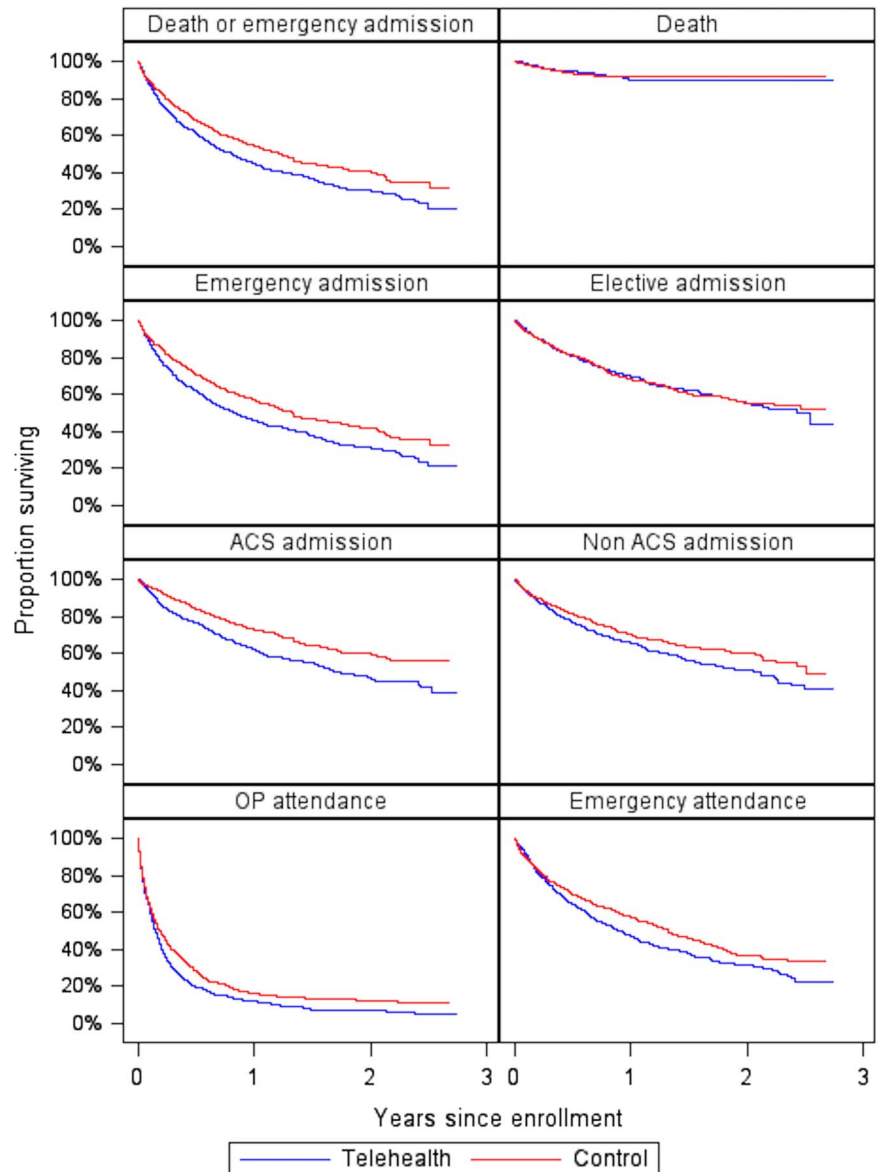 Death or emergency admission
Death
100%
80%
60%
40%
20%
0%
Emergency admission
Elective admission
100%
80%
60%
40%
20%
0%
ACS admission
Non ACS admission
100%
80%
60%
40%
20%
0%
OP attendance
Emergency attendance
100%
80%
60%
40%
20%
0%
Proportion surviving
0 1 2 3 0 1 2 3
Years since enrollment
Telehealth Control